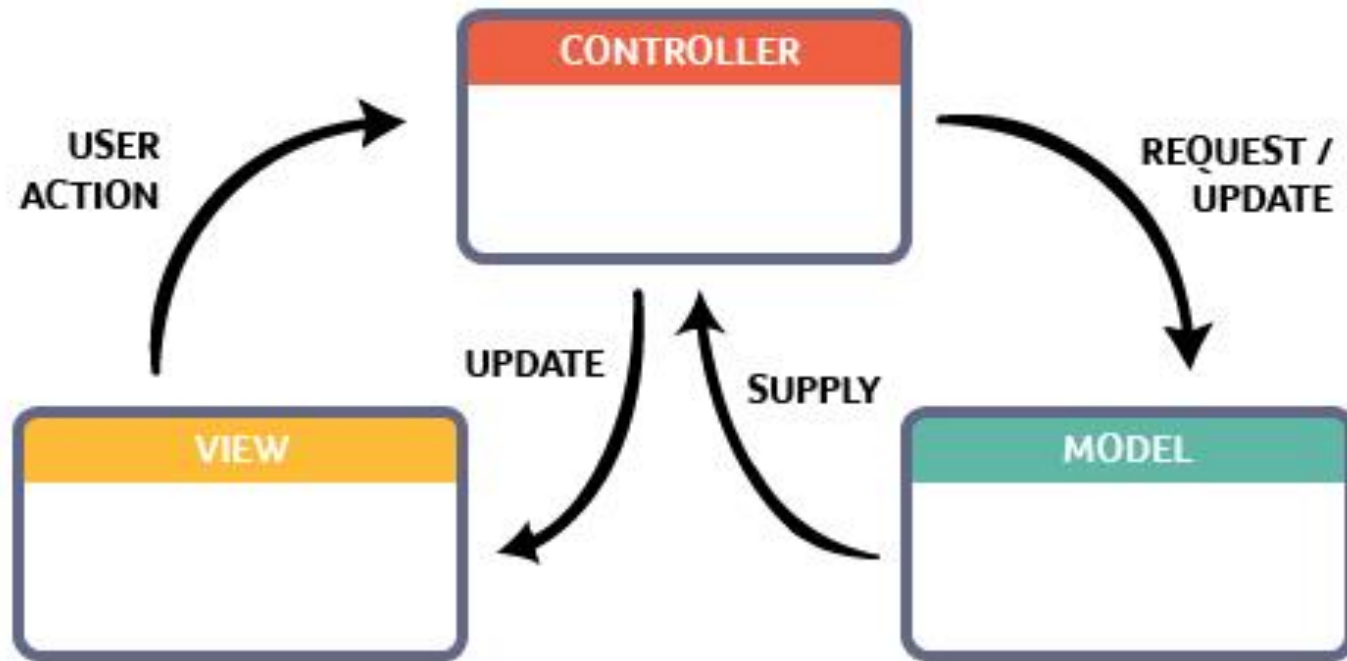 CONTROLLER
USER
ACTION
REQUEST /
UPDATE
UPDATE
SUPPLY
VIEW
MODEL